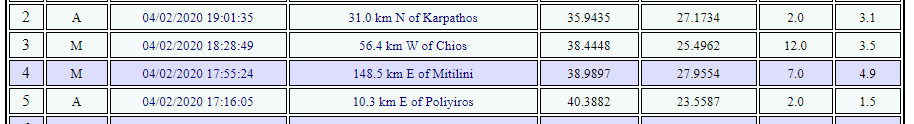 2 A 04/02/2020 19:01:35 31.0 km N of Karpathos 35.9435 27.1734 2.0 3.1
3 M 04/02/2020 18:28:49 56.4 km W of Chios 38.4448 25.4962 12.0 3.5
4 M 04/02/2020 17:55:24 148.5 km E of Mitilini 38.9897 27.9554 7.0 4.9
5 A 04/02/2020 17:16:05 10.3 km E of Poliyiros 40.3882 23.5587 2.0 1.5